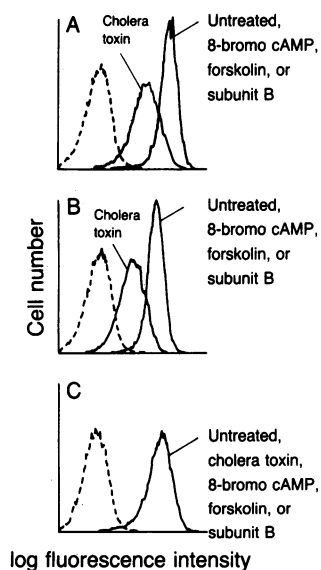 A
Cholera
toxin
Untreated,
8-bromo cAMP,
forskolin, or
subunit B
B
Cholera
toxin
Untreated,
8-bromo cAMP,
forskolin, or
subunit B
Cell number
C
Untreated,
cholera toxin,
8-bromo cAMP,
forskolin, or
subunit B
log fluorescence intensity